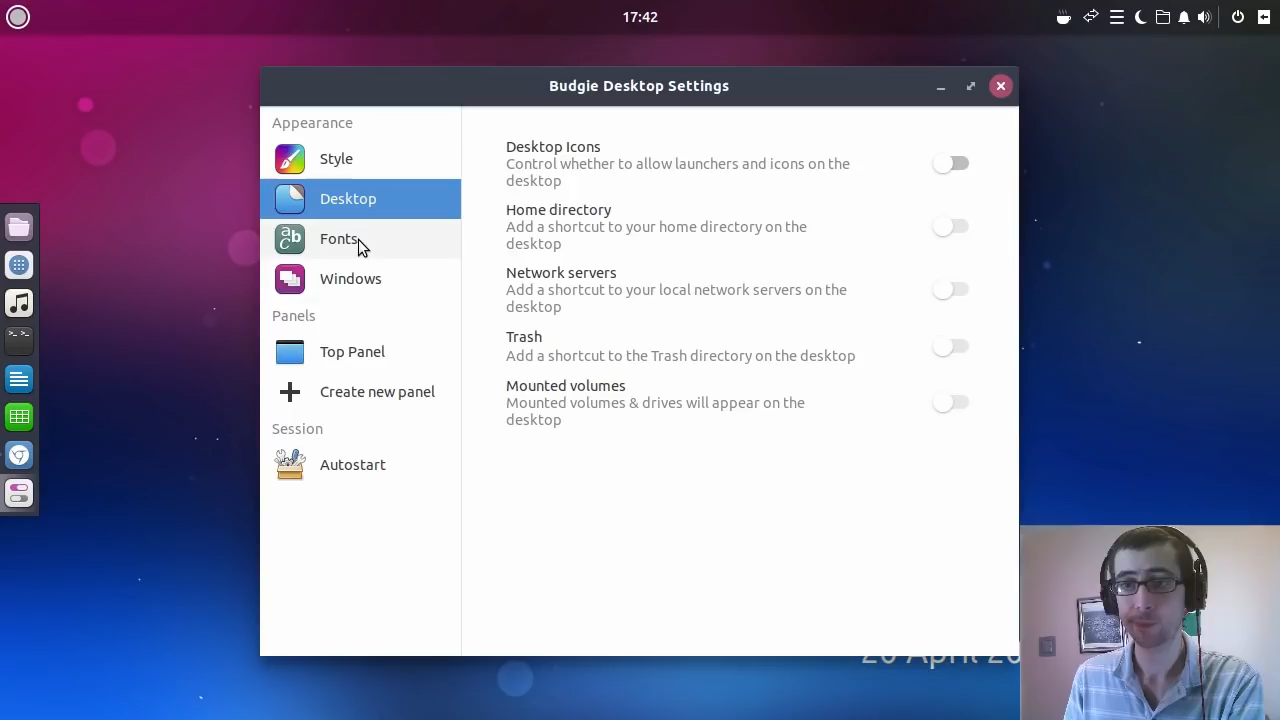 17:42
Budgie Desktop Settings
Appearance
Style
Desktop
Fonts
Windows
Panels
Top Panel
Create new panel
Session
Autostart
Desktop Icons
Control whether to allow launchers and icons on the
desktop
Home directory
Add a shortcut to your home directory on the
desktop
Network servers
Add a shortcut to your local network servers on the
desktop
Trash
Add a shortcut to the Trash directory on the desktop
Mounted volumes
Mounted volumes & drives will appear on the
desktop
20 April 20